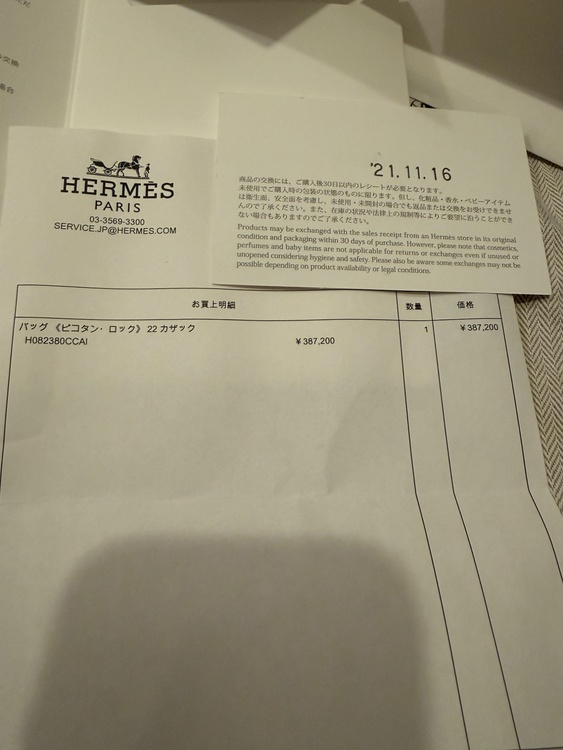 交換
場合
HERMÈS
PARIS
03-3569-3300
SERVICE.JP@HERMES.COM
'21.11.16
商品の交換には、ご購入後30日以内のレシートが必要となります。
未使用でご購入時の包装の状態のものに限ります。但し、化粧品・香水・ベビーアイテム
は衛生面、安全面を考慮し、未使用・未開封の場合でも返品または交換をお受けできませ
んので了承ください。また、在庫の状況や法律上の規制等によりご要望に沿うことができ
ない場合もありますのでご了承ください。
Products may be exchanged with the sales receipt from an Hermès store in its original
condition and packaging within 30 days of purchase. However, please note that cosmetics,
perfumes and baby items are not applicable for returns or exchanges even if unused or
unopened considering hygiene and safety. Please also be aware some exchanges may not be
possible depending on product availability or legal conditions.
お買上明細 数量 価格
バッグ 《ピコタン・ロック》 22 カザック 1 ¥387,200
H082380CCAI ¥387,200